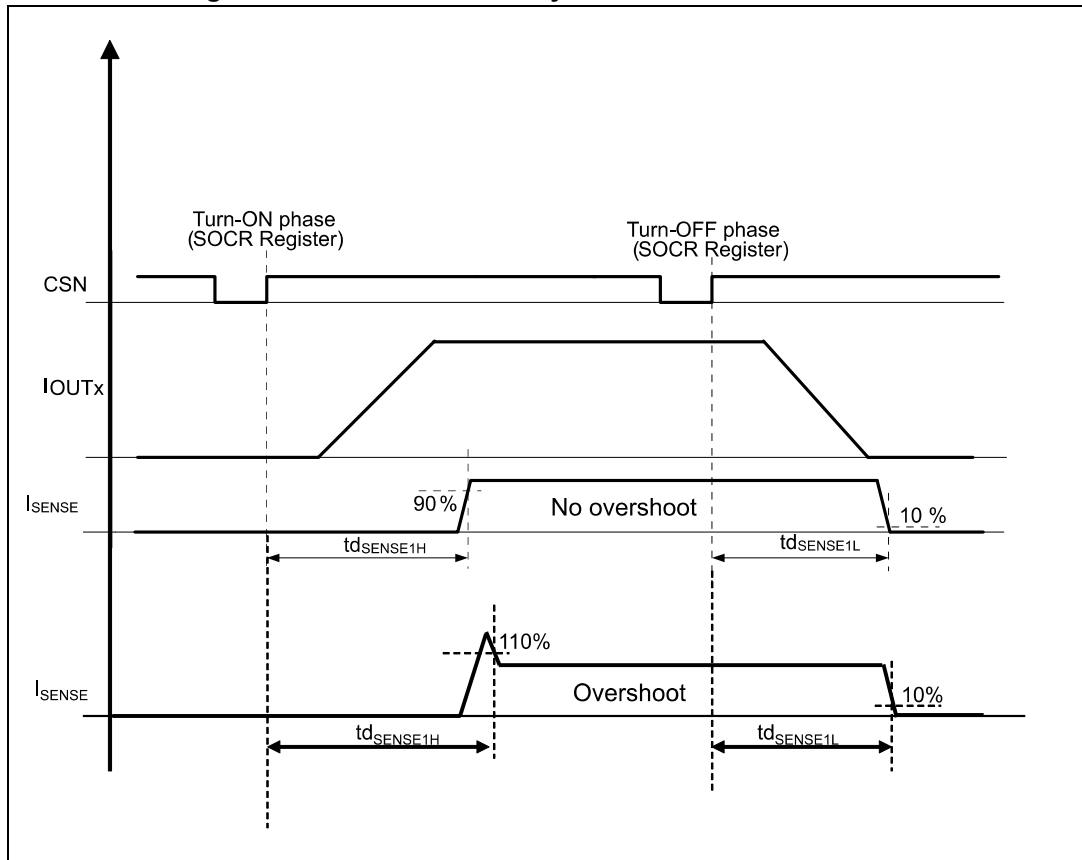 Turn-ON phase
(SOCR Register)
Turn-OFF phase
(SOCR Register)
CSN
IOUTx
ISENSE
90%
No overshoot
10 %
tdSENSE1H
tdSENSE1L
110%
ISENSE
Overshoot
10%
tdSENSE1H
tdSENSE1L